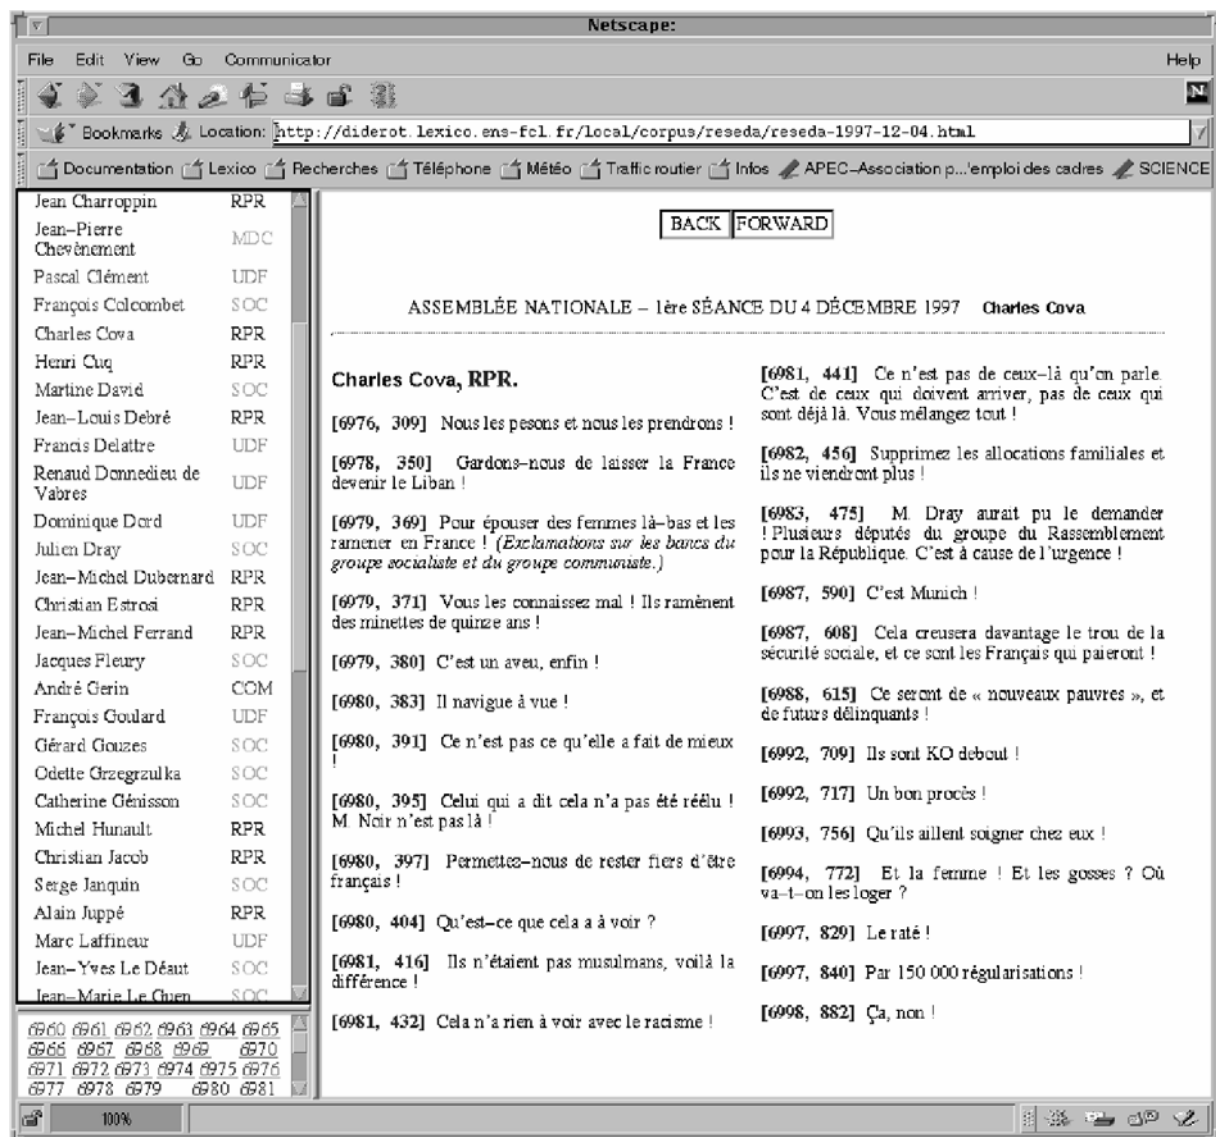 Netscape:
File Edit View Go Communicator Help
N
Bookmarks Location: http://diderot.lexico.ens-fcl.fr/local/corpus/reseda/reseda-1997-12-04.html
Documentation Lexico Recherches Téléphone Météo Traffic routier Infos APEC-Association p...'emploi des cadres SCIENCE
Jean Charroppin RPR
Jean-Pierre
Chevènement MDC
Pascal Clément UDF
François Colcombet SOC
Charles Cova RPR
Henri Cuq RPR
Martine David SOC
Jean-Louis Debré RPR
Francis Delattre UDF
Renaud Donnedieu de
Vabres UDF
Dominique Dord UDF
Julien Dray SOC
Jean-Michel Dubernard RPR
Christian Estrosi RPR
Jean-Michel Ferrand RPR
Jacques Fleury SOC
André Gerin COM
François Goulard UDF
Gérard Gouzes SOC
Odette Grzegrzulka SOC
Catherine Génisson SOC
Michel Hunault RPR
Christian Jacob RPR
Serge Janquin SOC
Alain Juppé RPR
Marc Laffineur UDF
Jean-Yves Le Déaut SOC
Jean-Marie Le Guen SOC
6960 6961 6962 6963 6964 6965
6966 6967 6968 6969 6970
6971 6972 6973 6974 6975 6976
6977 6978 6979 6980 6981
BACK FORWARD
ASSEMBLÉE NATIONALE – 1ère SÉANCE DU 4 DÉCEMBRE 1997 Charles Cova
Charles Cova, RPR.
[6976, 309] Nous les pesons et nous les prendrons !
[6978, 350] Gardons-nous de laisser la France
devenir le Liban !
[6979, 369] Pour épouser des femmes là-bas et les
ramener en France ! (Exclamations sur les bancs du
groupe socialiste et du groupe communiste.)
[6979, 371] Vous les connaissez mal ! Ils ramènent
des minettes de quinze ans !
[6979, 380] C'est un aveu, enfin !
[6980, 383] Il navigue à vue !
[6980, 391] Ce n'est pas ce qu'elle a fait de mieux
!
[6980, 395] Celui qui a dit cela n'a pas été réélu !
M. Noir n'est pas là !
[6980, 397] Permettez-nous de rester fiers d'être
français !
[6980, 404] Qu'est-ce que cela a à voir ?
[6981, 416] Ils n'étaient pas musulmans, voilà la
différence !
[6981, 432] Cela n'a rien à voir avec le racisme !
[6981, 441] Ce n'est pas de ceux-là qu'on parle.
C'est de ceux qui doivent arriver, pas de ceux qui
sont déjà là. Vous mélangez tout !
[6982, 456] Supprimez les allocations familiales et
ils ne viendront plus !
[6983, 475] M. Dray aurait pu le demander
! Plusieurs députés du groupe du Rassemblement
pour la République. C'est à cause de l'urgence !
[6987, 590] C'est Munich !
[6987, 608] Cela creusera davantage le trou de la
sécurité sociale, et ce sont les Français qui paieront !
[6988, 615] Ce seront de « nouveaux pauvres », et
de futurs délinquants !
[6992, 709] Ils sont KO debout !
[6992, 717] Un bon procès !
[6993, 756] Qu'ils aillent soigner chez eux !
[6994, 772] Et la femme ! Et les gosses ? Où
va-t-on les loger ?
[6997, 829] Le raté !
[6997, 840] Par 150 000 régularisations !
[6998, 882] Ça, non !
100%